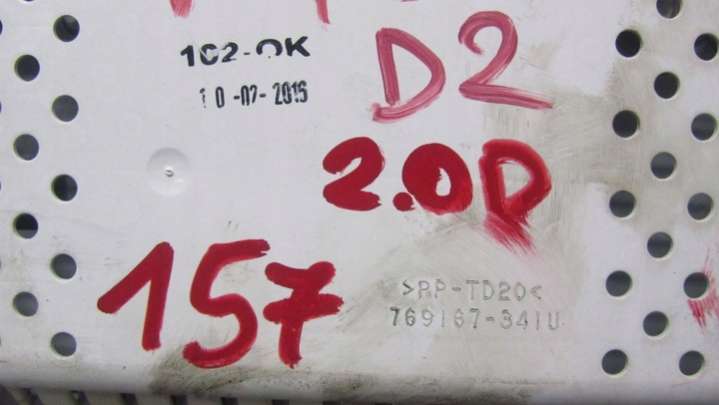 102-OK
10-07-2015
D2
2.0D
157
>PP-TD20<
769167-341U